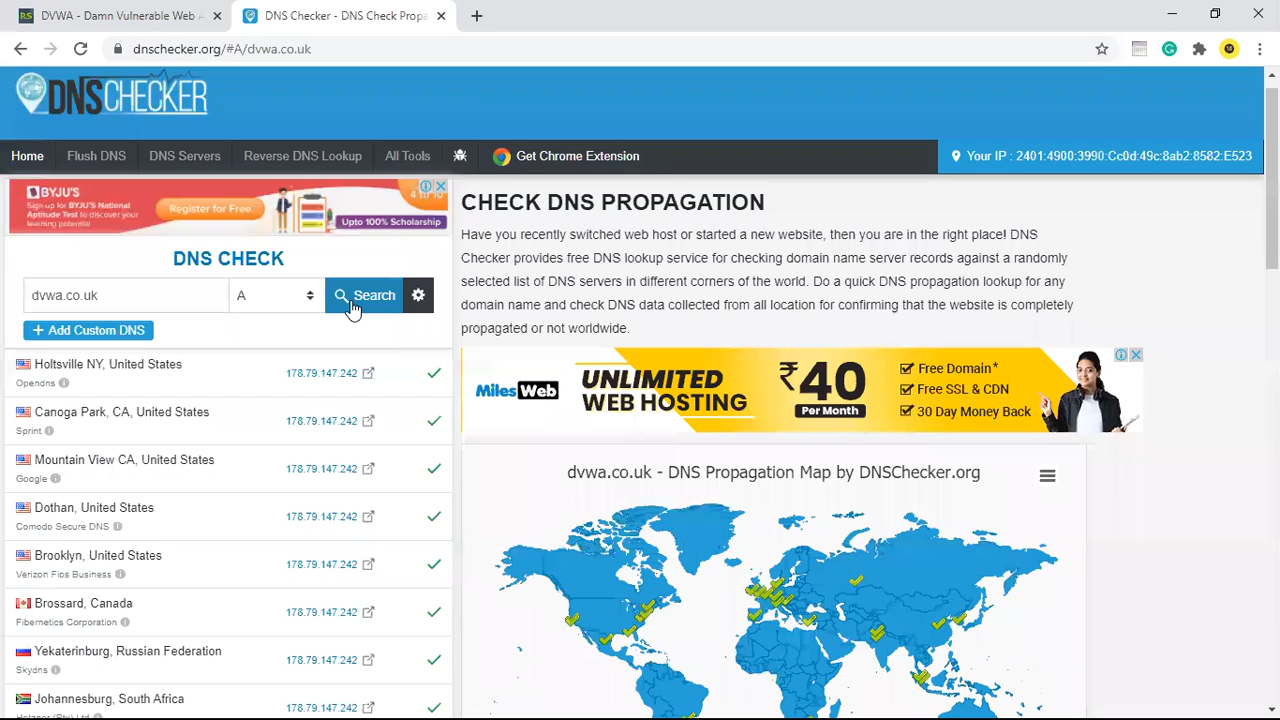 DVWA - Damn Vulnerable Web A
DNS Checker - DNS Check Propa
dnschecker.org/#A/dvwa.co.uk
DNSCHECKER
Home
Flush DNS
DNS Servers
Reverse DNS Lookup
All Tools
Get Chrome Extension
Your IP : 2401:4900:3990:Cc0d:49c:8ab2:8582:E523
BYJU'S
Sign up for BYJU'S National
Aptitude Test to discover your
learning potential
Register for Free
Upto 100% Scholarship
DNS CHECK
dvwa.co.uk
A
Search
+ Add Custom DNS
Holtsville NY, United States
Opendns
178.79.147.242
Canoga Park, CA, United States
Sprint
178.79.147.242
Mountain View CA, United States
Google
178.79.147.242
Dothan, United States
Comodo Secure DNS
178.79.147.242
Brooklyn, United States
Verizon Fios Business
178.79.147.242
Brossard, Canada
Fibernetics Corporation
178.79.147.242
Yekaterinburg, Russian Federation
Skydns
178.79.147.242
Johannesburg, South Africa
178.79.147.242
CHECK DNS PROPAGATION
Have you recently switched web host or started a new website, then you are in the right place! DNS
Checker provides free DNS lookup service for checking domain name server records against a randomly
selected list of DNS servers in different corners of the world. Do a quick DNS propagation lookup for any
domain name and check DNS data collected from all location for confirming that the website is completely
propagated or not worldwide.
MilesWeb
UNLIMITED
WEB HOSTING
₹40
Per Month
Free Domain*
Free SSL & CDN
30 Day Money Back
dvwa.co.uk - DNS Propagation Map by DNSChecker.org